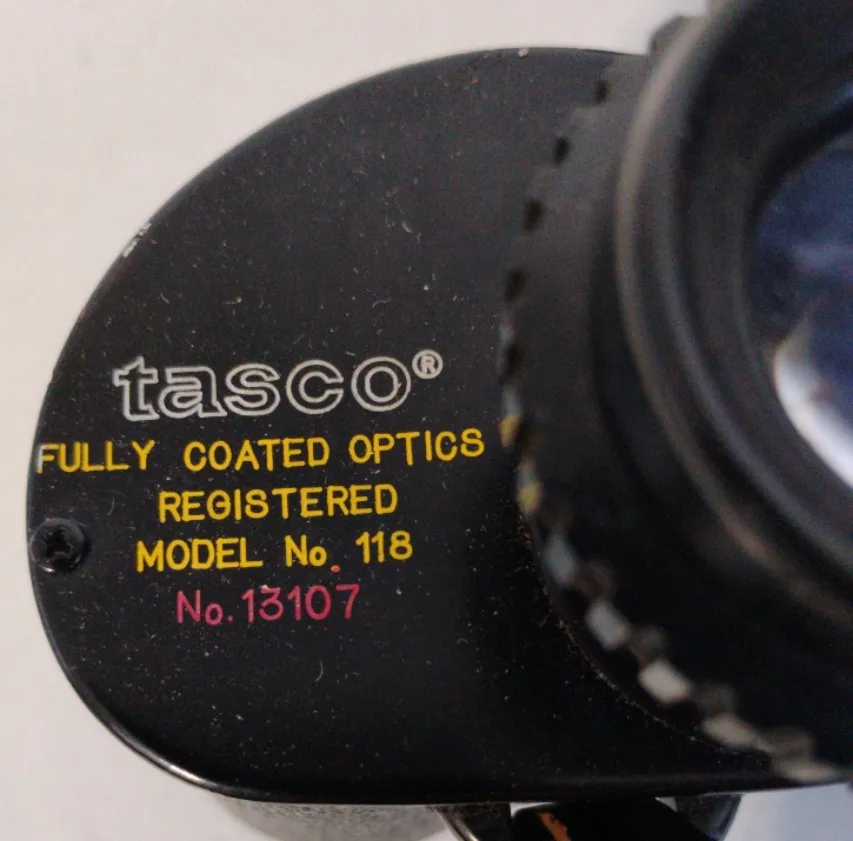 tasco®
FULLY COATED OPTICS
REGISTERED
MODEL No. 118
No. 13107